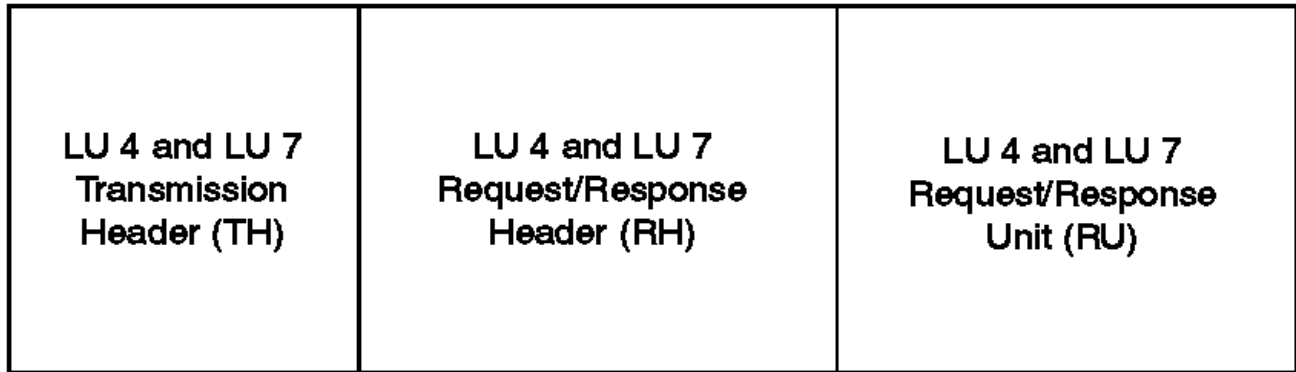 LU 4 and LU 7
Transmission
Header (TH)
LU 4 and LU 7
Request/Response
Header (RH)
LU 4 and LU 7
Request/Response
Unit (RU)